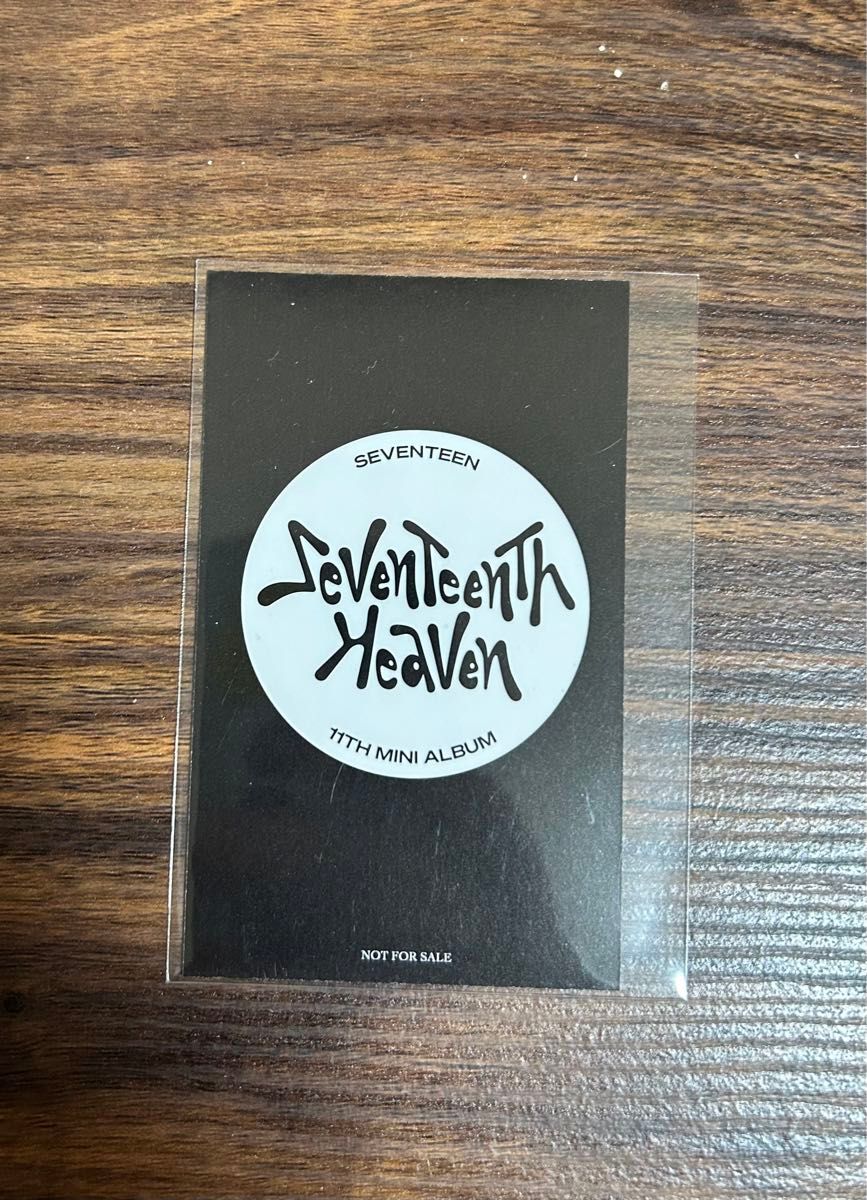 SEVENTEEN
SEVENTEENTH
HEAVEN
11TH MINI ALBUM
NOT FOR SALE